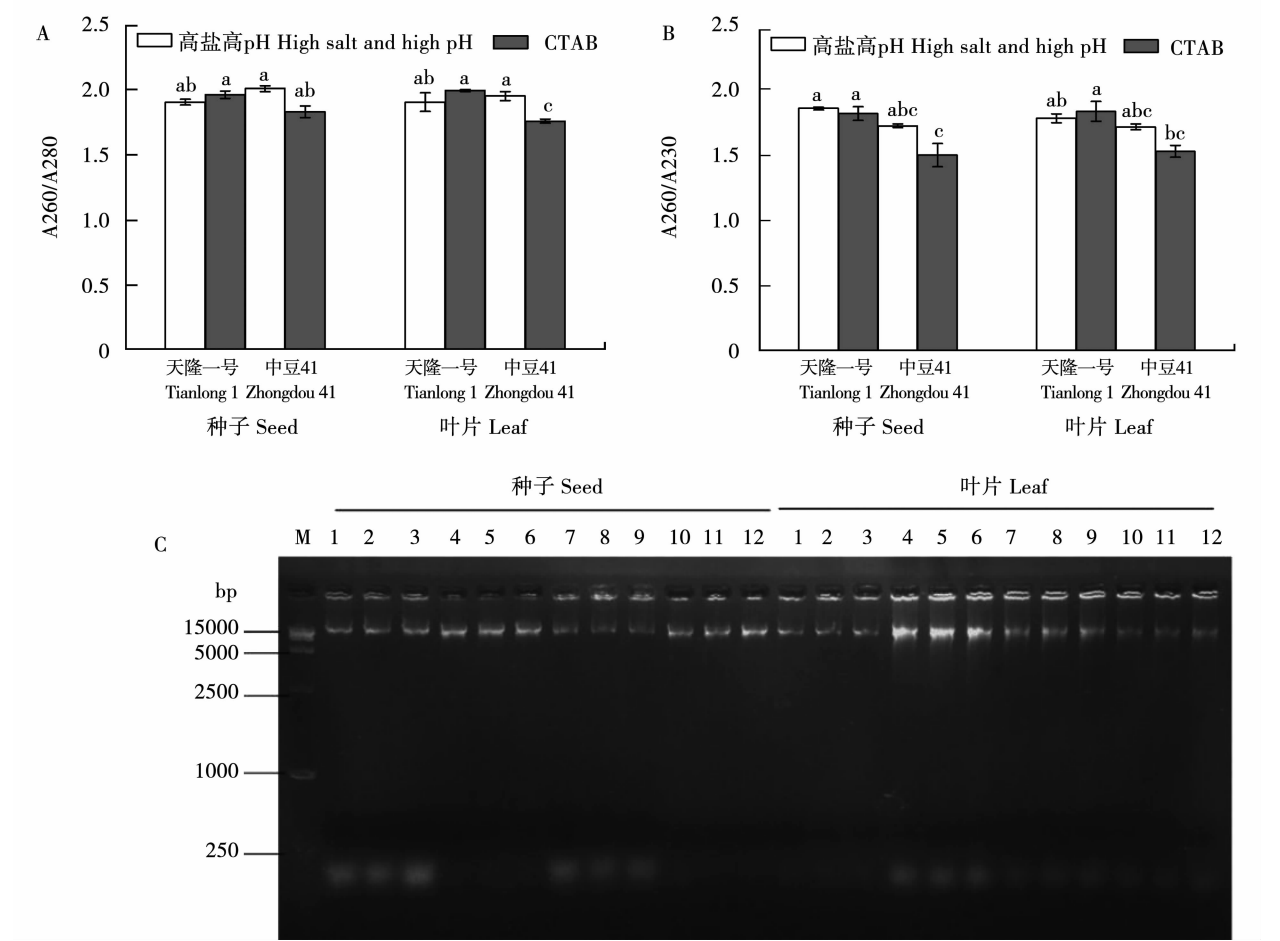 A
高盐高pH High salt and high pH CTAB
A260/A280
2.5
2.0
1.5
1.0
0.5
0
ab a a ab ab a a c
天隆一号 中豆41 天隆一号 中豆41
Tianlong 1 Zhongdou 41 Tianlong 1 Zhongdou 41
种子 Seed 叶片 Leaf
B
高盐高pH High salt and high pH CTAB
A260/A230
2.5
2.0
1.5
1.0
0.5
0
a a abc c ab a abc bc
天隆一号 中豆41 天隆一号 中豆41
Tianlong 1 Zhongdou 41 Tianlong 1 Zhongdou 41
种子 Seed 叶片 Leaf
C
种子 Seed 叶片 Leaf
M 1 2 3 4 5 6 7 8 9 10 11 12 1 2 3 4 5 6 7 8 9 10 11 12
bp
15000
5000
2500
1000
250